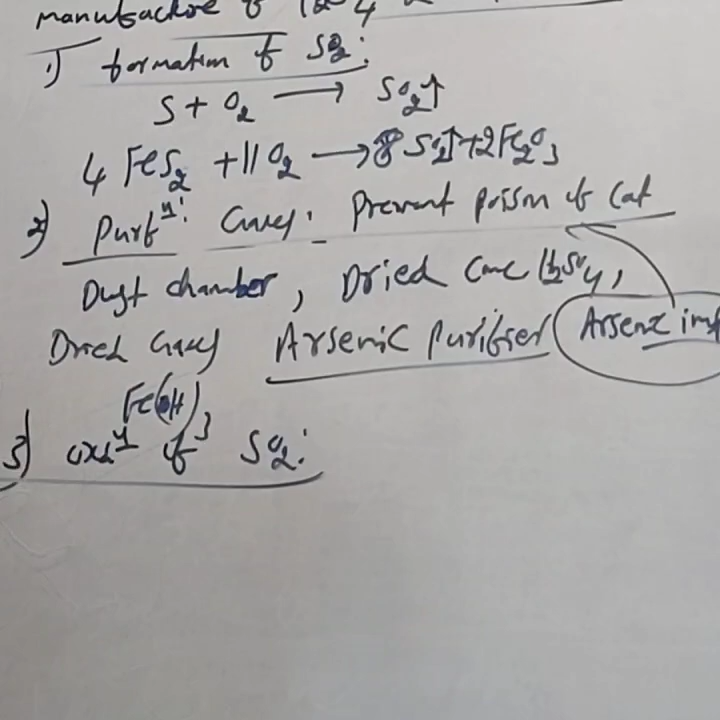 manufacture of
1) formation of SO2:
S + O2 ⟶ SO2↑
4 FeS2 + 11 O2 ⟶ 8 SO2↑ + 2Fe2O3
2) Purfn: Gases: Prevent poison of Cat
Dust chamber, Dried Conc H2SO4,
Dried Gases Arsenic purifier Arsenic imp
Fe(OH)3
3) oxdn of SO2: